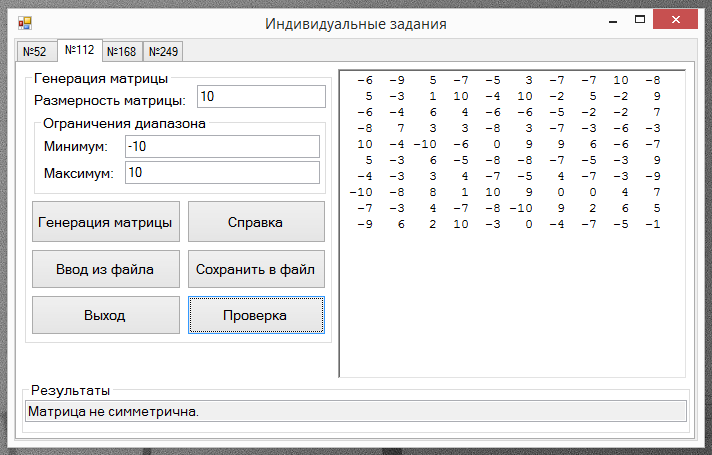 Индивидуальные задания
№52 №112 №168 №249
Генерация матрицы
Размерность матрицы: 10
Ограничения диапазона
Минимум: -10
Максимум: 10
Генерация матрицы Справка
Ввод из файла Сохранить в файл
Выход Проверка
-6 -9 5 -7 -5 3 -7 -7 10 -8
5 -3 1 10 -4 10 -2 5 -2 9
-6 -4 6 4 -6 -6 -5 -2 -2 7
-8 7 3 3 -8 3 -7 -3 -6 -3
10 -4 -10 -6 0 9 9 6 -6 -7
5 -3 6 -5 -8 -8 -7 -5 -3 9
-4 -3 3 4 -7 -5 4 -7 -3 -9
-10 -8 8 1 10 9 0 0 4 7
-7 -3 4 -7 -8 -10 9 2 6 5
-9 6 2 10 -3 0 -4 -7 -5 -1
Результаты
Матрица не симметрична.